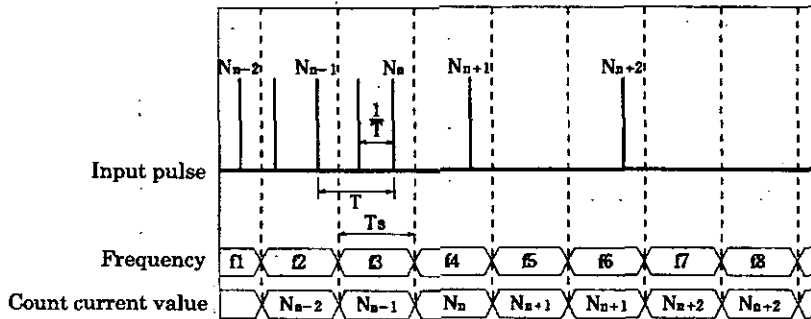 Nn-2 Nn-1 Nn Nn+1 Nn+2
1
T
Input pulse
T
Ts
Frequency f1 f2 f3 f4 f5 f6 f7 f8
Count current value Nn-2 Nn-1 Nn Nn+1 Nn+1 Nn+2 Nn+2